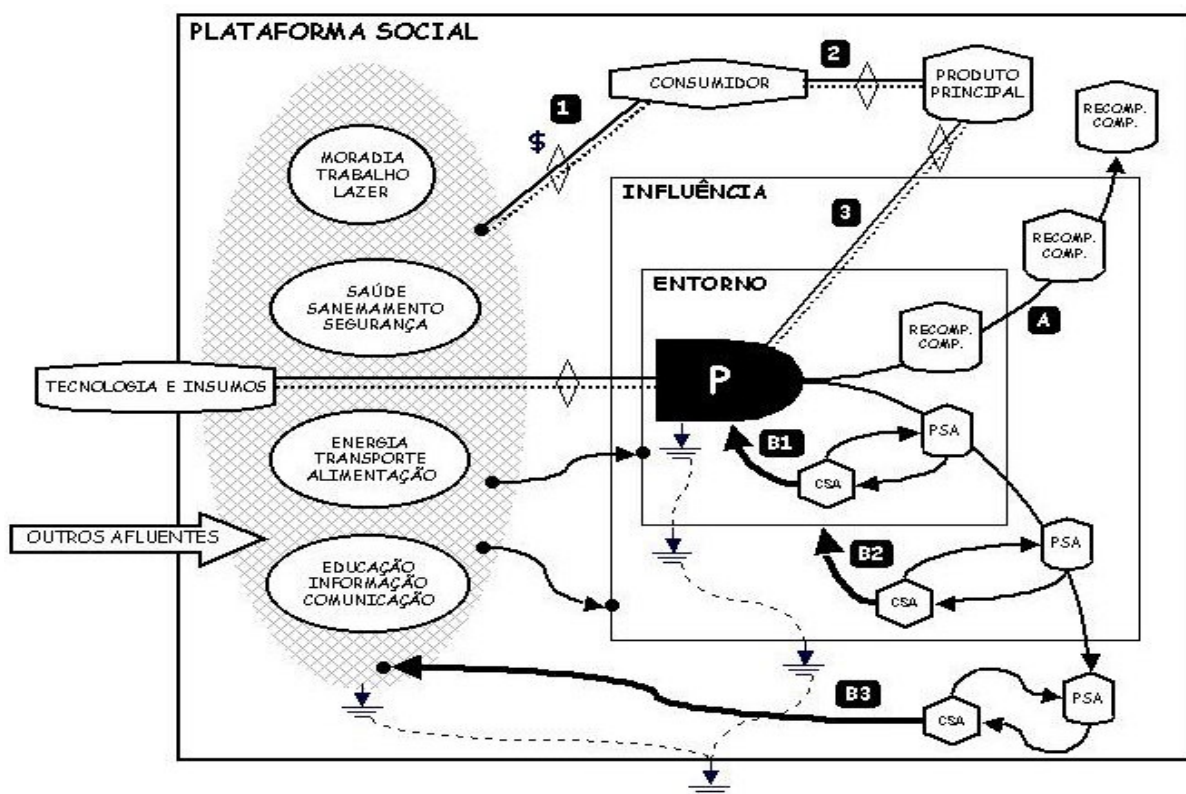 PLATAFORMA SOCIAL
1
$
CONSUMIDOR
2
PRODUTO
PRINCIPAL
RECOMP.
COMP.
MORADIA
TRABALHO
LAZER
INFLUÊNCIA
3
RECOMP.
COMP.
A
SAÚDE
SANEMAMENTO
SEGURANÇA
ENTORNO
RECOMP.
COMP.
TECNOLOGIA E INSUMOS
P
ENERGIA
TRANSPORTE
ALIMENTAÇÃO
B1
PSA
CSA
OUTROS AFLUENTES
EDUCAÇÃO
INFORMAÇÃO
COMUNICAÇÃO
B2
PSA
CSA
B3
PSA
CSA